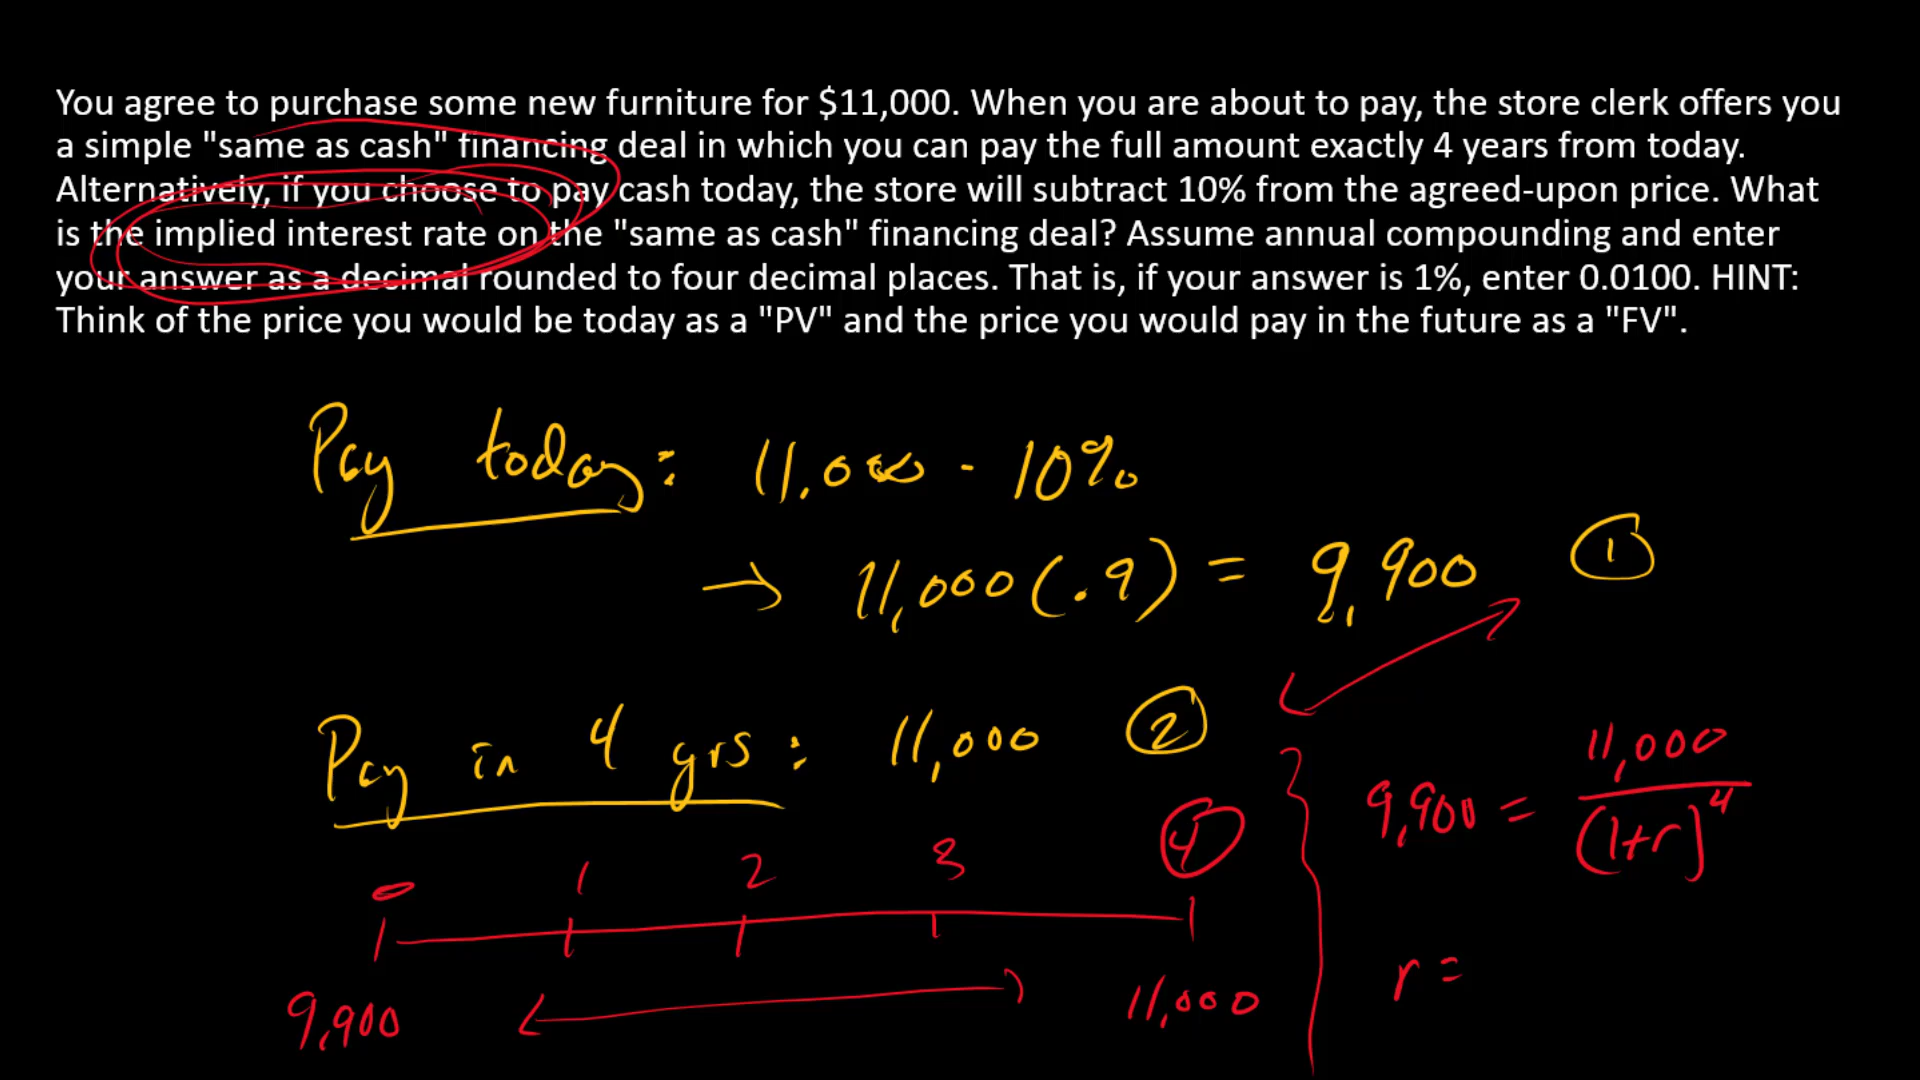 You agree to purchase some new furniture for $11,000. When you are about to pay, the store clerk offers you
a simple "same as cash" financing deal in which you can pay the full amount exactly 4 years from today.
Alternatively, if you choose to pay cash today, the store will subtract 10% from the agreed-upon price. What
is the implied interest rate on the "same as cash" financing deal? Assume annual compounding and enter
your answer as a decimal rounded to four decimal places. That is, if your answer is 1%, enter 0.0100. HINT:
Think of the price you would be today as a "PV" and the price you would pay in the future as a "FV".
Pay today: 11,000 - 10%
→ 11,000 (.9) = 9,900 ①
Pay in 4 yrs: 11,000 ②
9,900 = 11,000 / (1+r)^4
0 1 2 3 4
9,900 11,000
r =